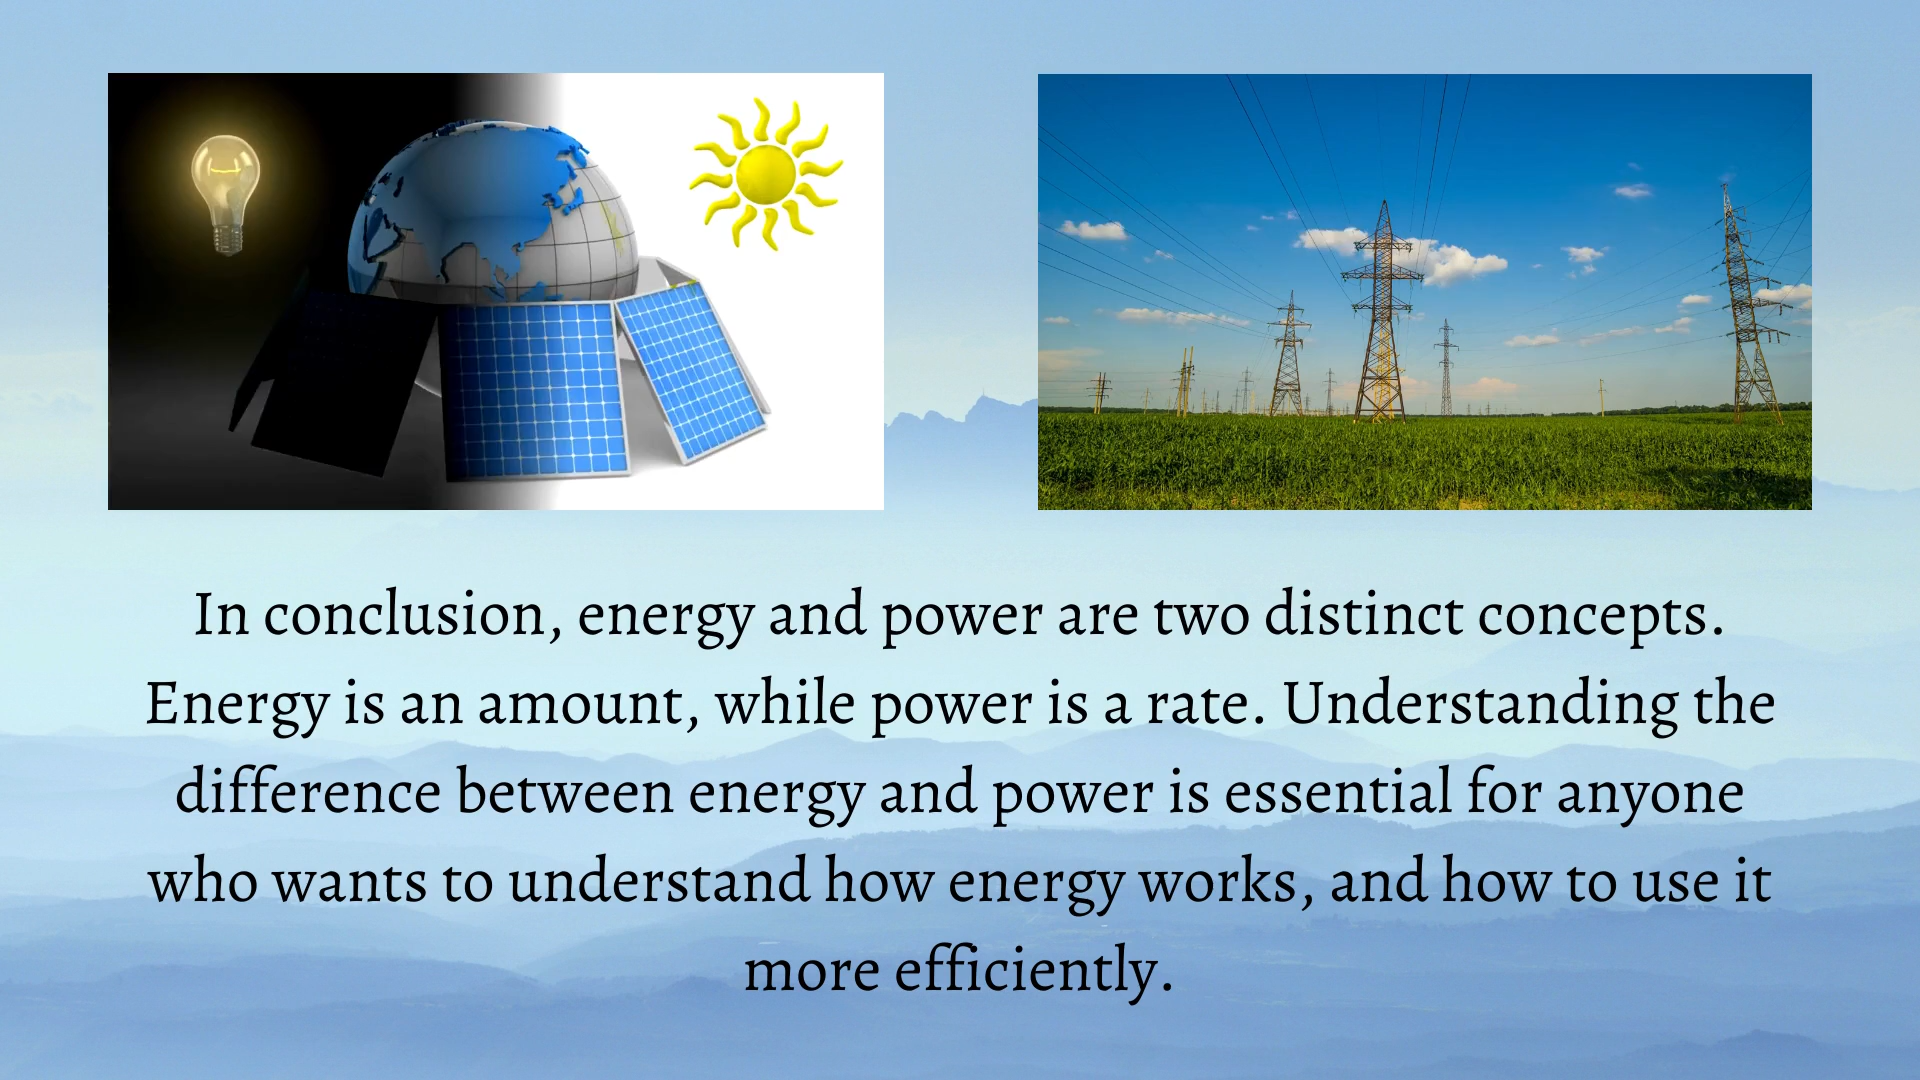 In conclusion, energy and power are two distinct concepts.
Energy is an amount, while power is a rate. Understanding the
difference between energy and power is essential for anyone
who wants to understand how energy works, and how to use it
more efficiently.